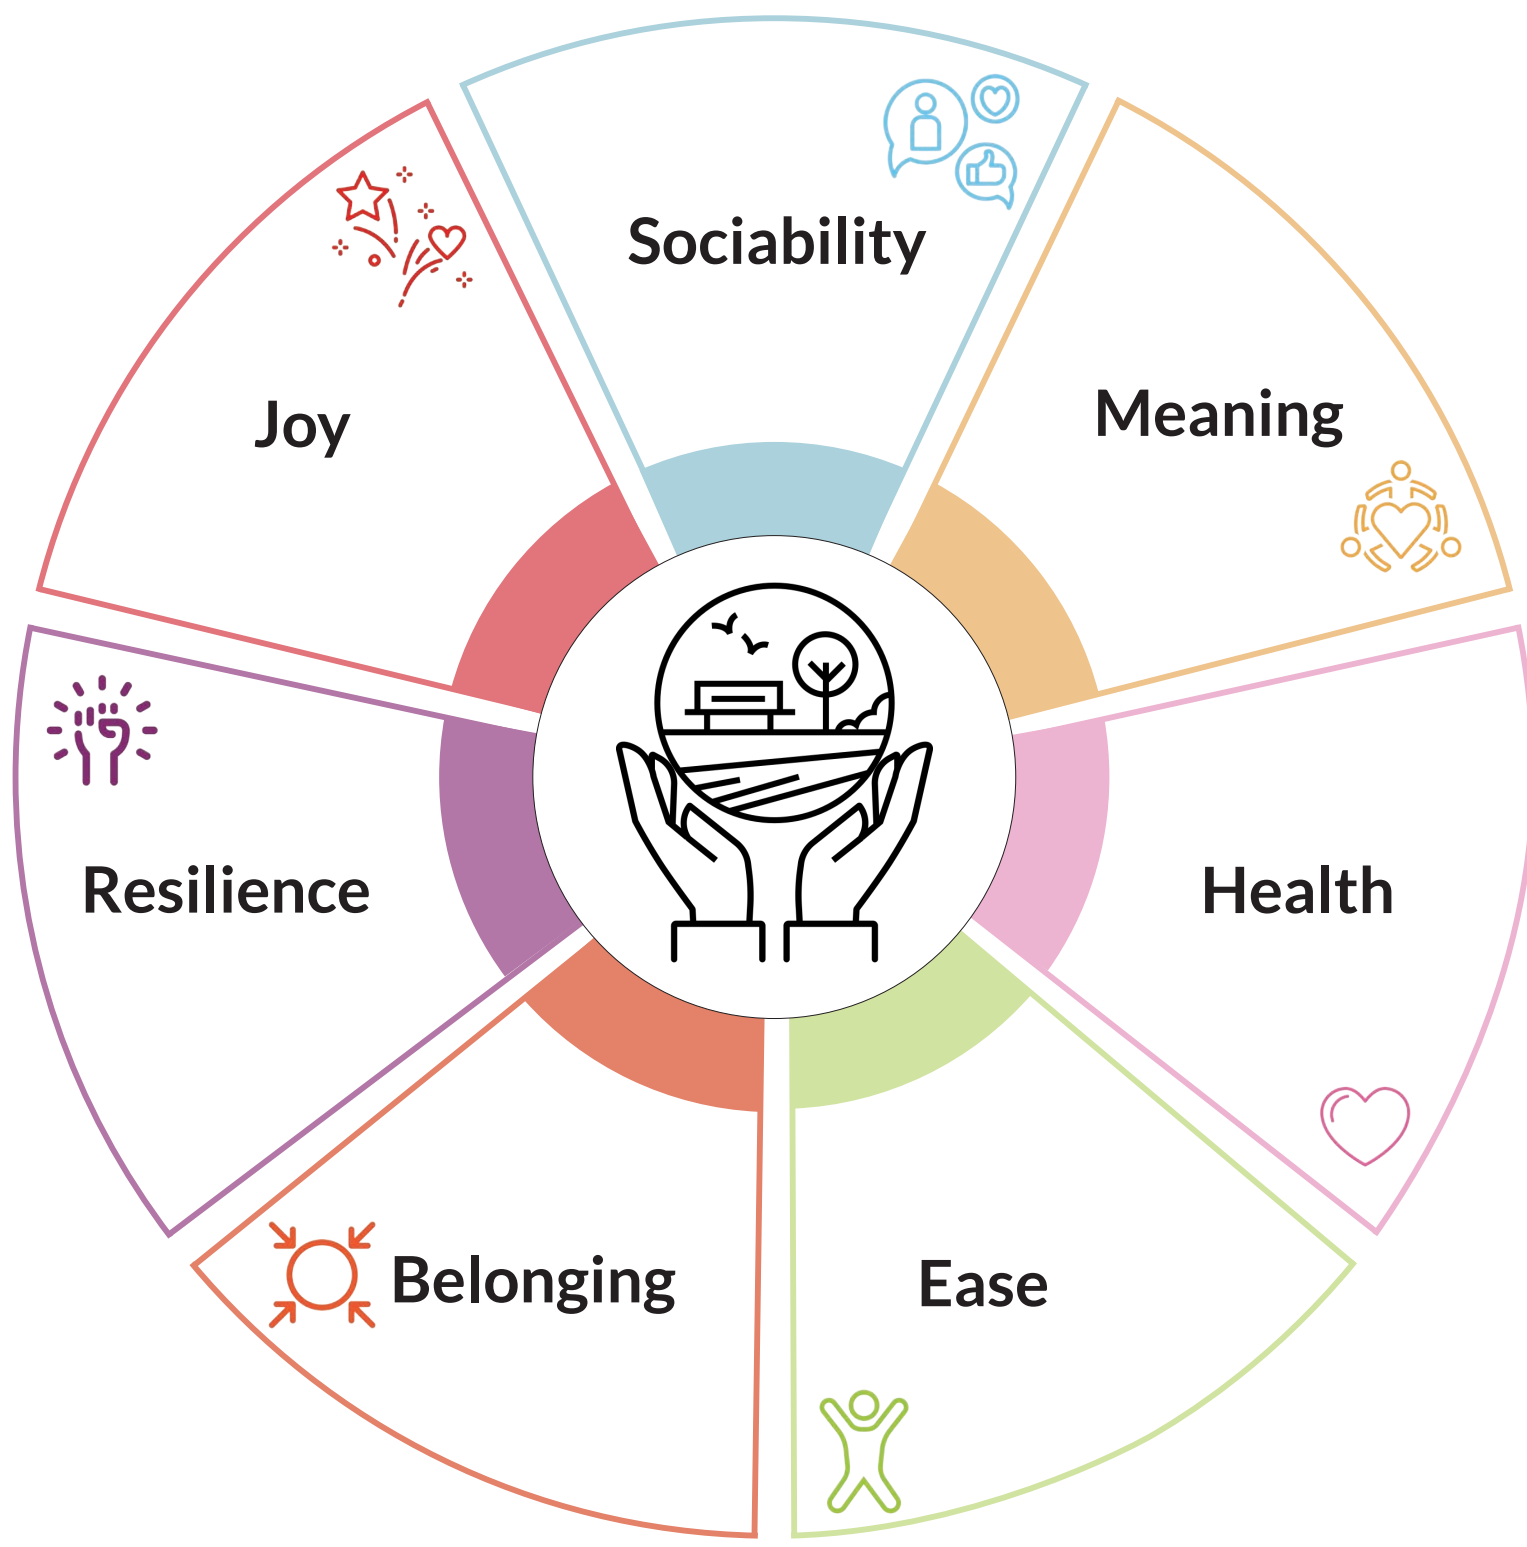 Sociability
Meaning
Joy
Health
Resilience
Ease
Belonging